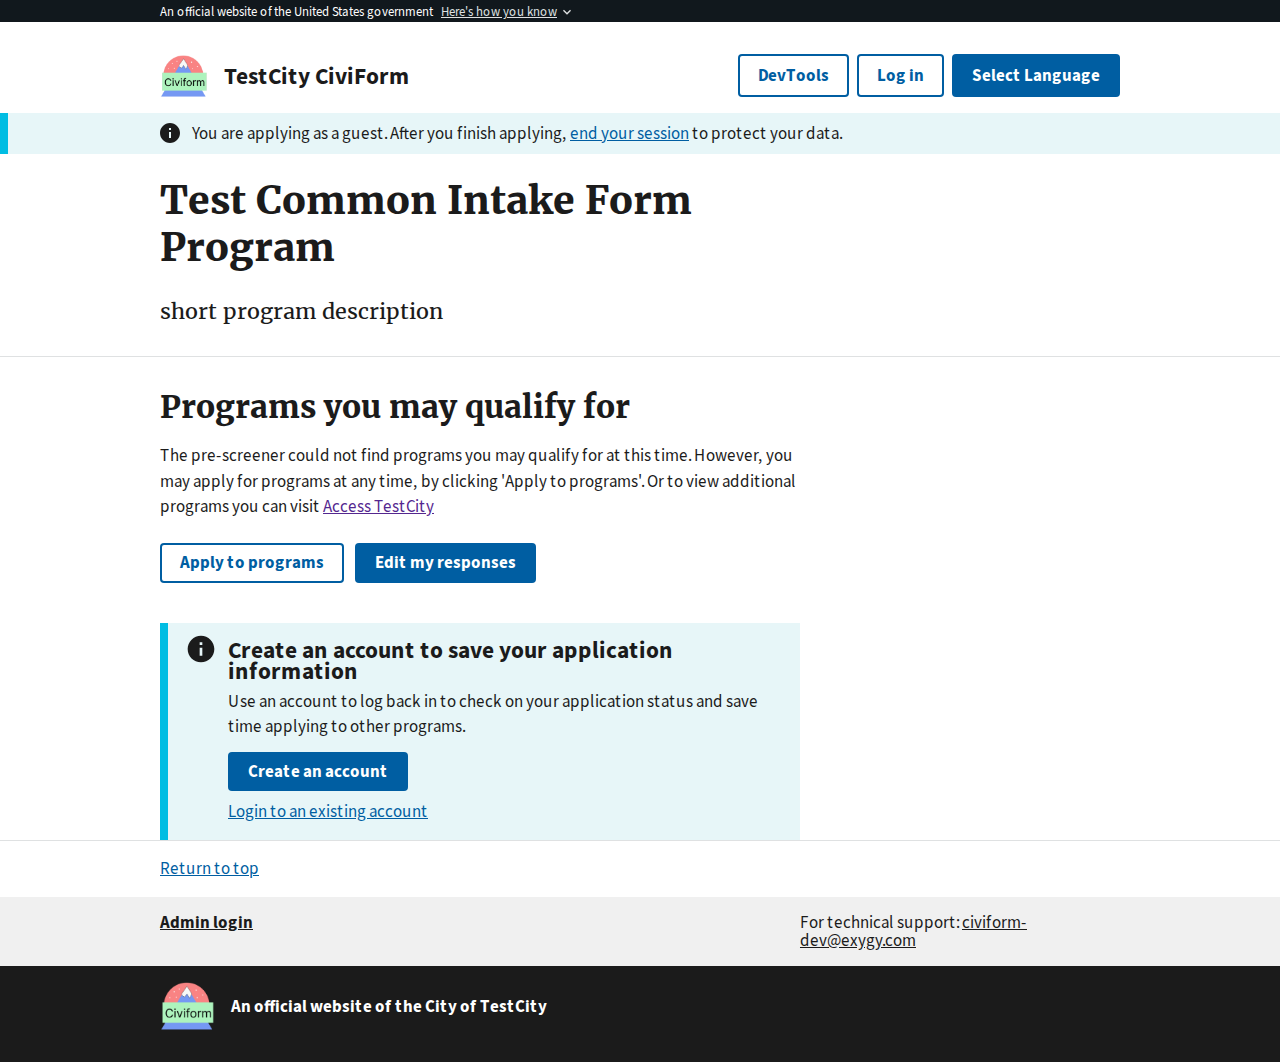 An official website of the United States government Here's how you know
Civiform
TestCity CiviForm
DevTools
Log in
Select Language
You are applying as a guest. After you finish applying, end your session to protect your data.
Test Common Intake Form
Program
short program description
Programs you may qualify for
The pre-screener could not find programs you may qualify for at this time. However, you
may apply for programs at any time, by clicking 'Apply to programs'. Or to view additional
programs you can visit Access TestCity
Apply to programs
Edit my responses
Create an account to save your application
information
Use an account to log back in to check on your application status and save
time applying to other programs.
Create an account
Login to an existing account
Return to top
Admin login
For technical support: civiform-
dev@exygy.com
Civiform
An official website of the City of TestCity